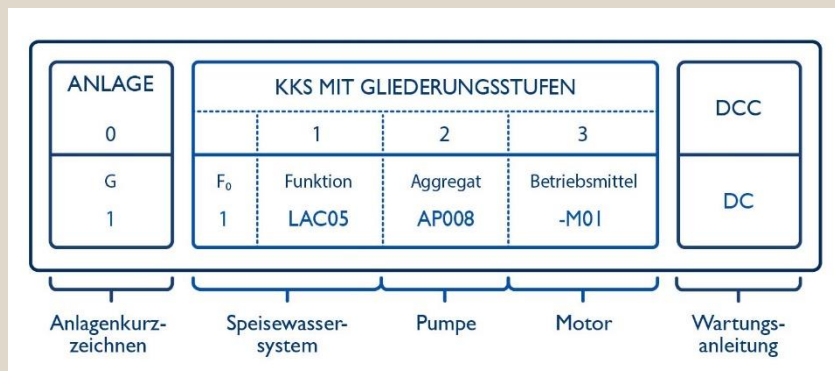 ANLAGE
0
G
1
KKS MIT GLIEDERUNGSSTUFEN
1 2 3
F₀ Funktion Aggregat Betriebsmittel
1 LAC05 AP008 -M01
DCC
DC
Anlagenkurz-
zeichnen
Speisewasser-
system
Pumpe
Motor
Wartungs-
anleitung